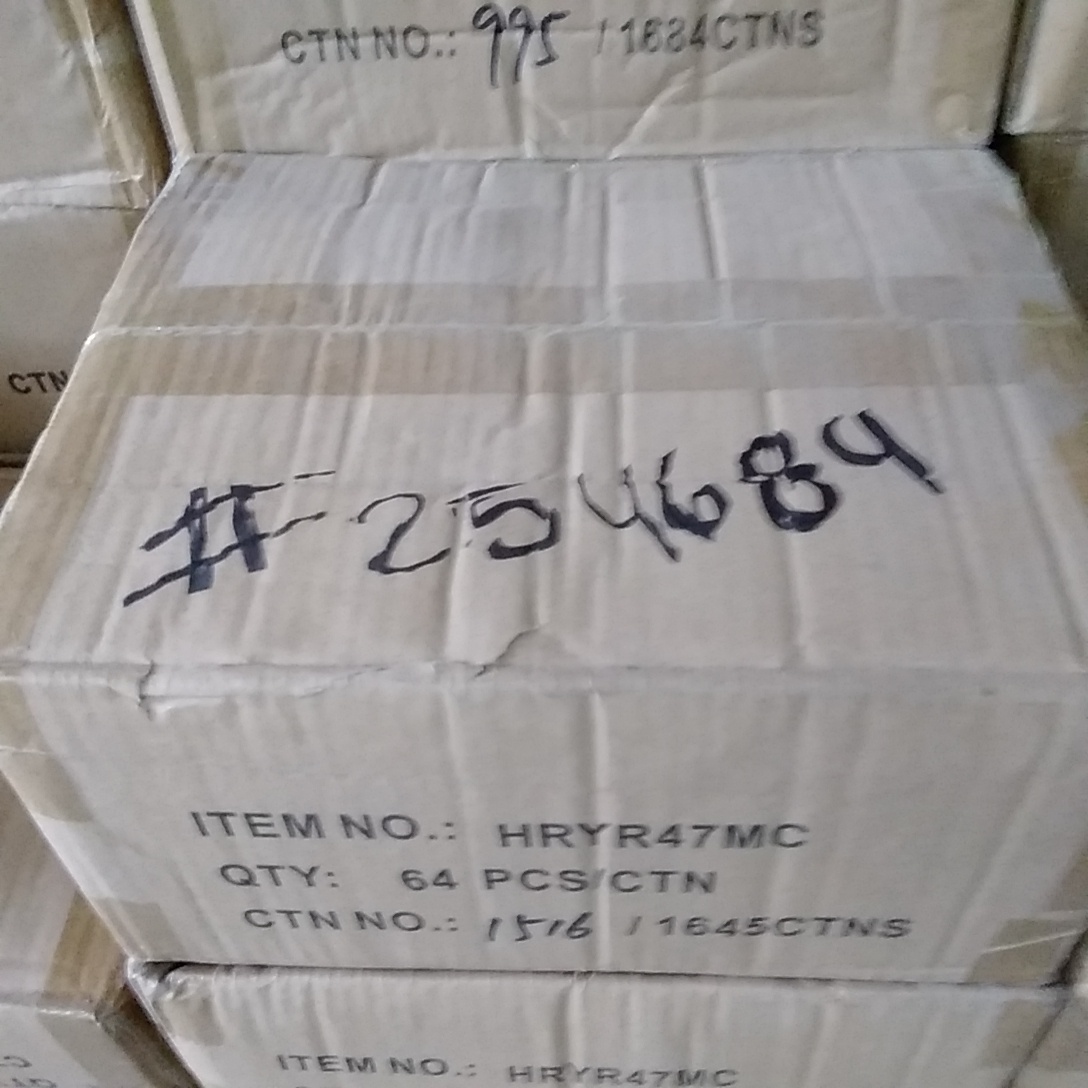 CTN NO.: 995 / 1684CTNS
CTN
#254684
ITEM NO.: HRYR47MC
QTY: 64 PCS/CTN
CTN NO.: 1516 / 1645CTNS
ITEM NO.: HRYR47MC